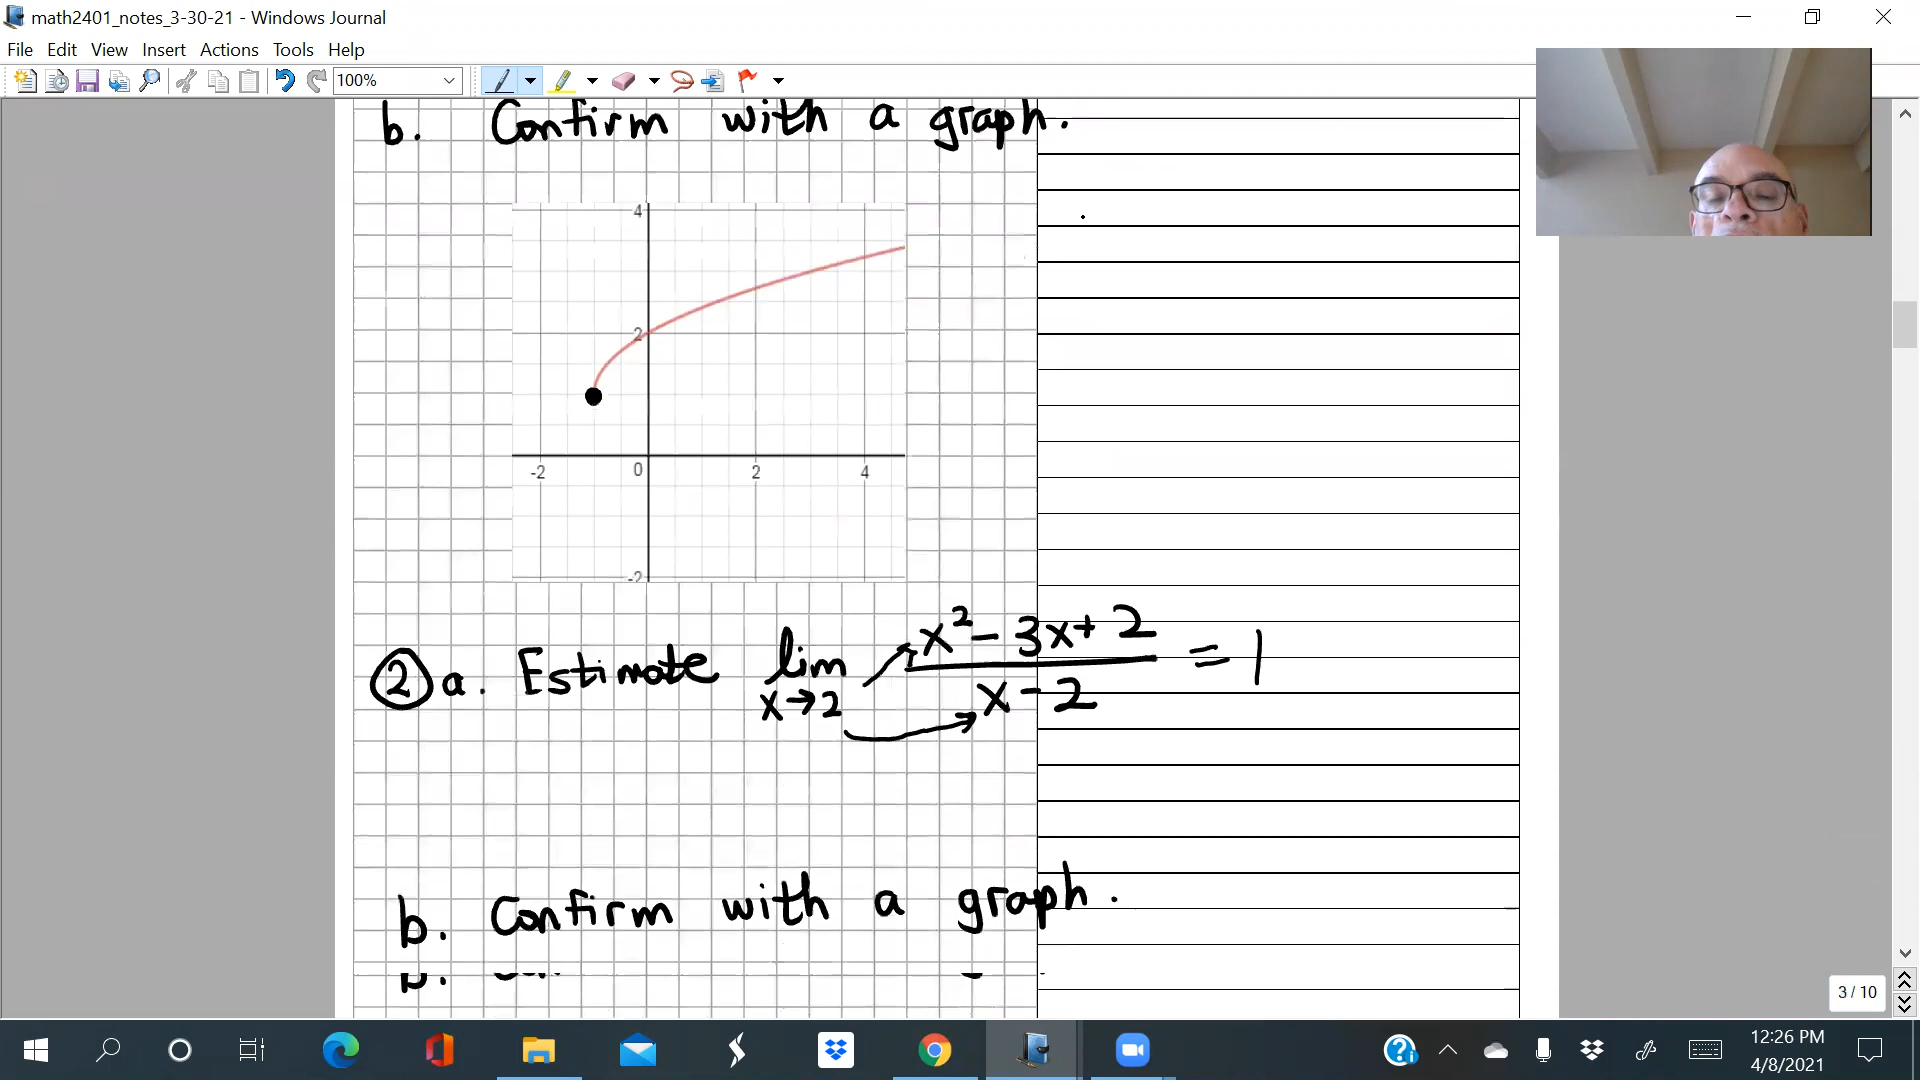 math2401_notes_3-30-21 - Windows Journal
File Edit View Insert Actions Tools Help
100%
b. Confirm with a graph.
4
2
-2 0 2 4
-2
② a. Estimate lim x→2 (x² - 3x + 2)/(x - 2) = 1
b. Confirm with a graph.
3 / 10
12:26 PM
4/8/2021